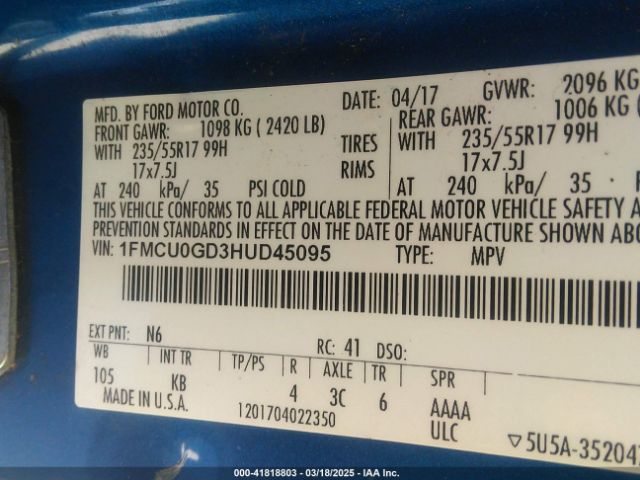 MFD. BY FORD MOTOR CO.
DATE: 04/17
GVWR: 2096 KG
FRONT GAWR: 1098 KG ( 2420 LB)
REAR GAWR: 1006 KG (
WITH 235/55R17 99H
TIRES
WITH 235/55R17 99H
17x7.5J
RIMS
17x7.5J
AT 240 kPa/ 35 PSI COLD
AT 240 kPa/ 35
THIS VEHICLE CONFORMS TO ALL APPLICABLE FEDERAL MOTOR VEHICLE SAFETY
PREVENTION STANDARDS IN EFFECT ON THE DATE OF MANUFACTURE SHOWN ABO
VIN: 1FMCU0GD3HUD45095
TYPE: MPV
EXT PNT: N6
RC: 41 DSO:
WB INT TR TP/PS R AXLE TR SPR
105 KB 4 3C 6 AAAA
MADE IN U.S.A.
1201704022350
ULC
▽5U5A-35204
000-41818803 — 03/18/2025 — IAA Inc.